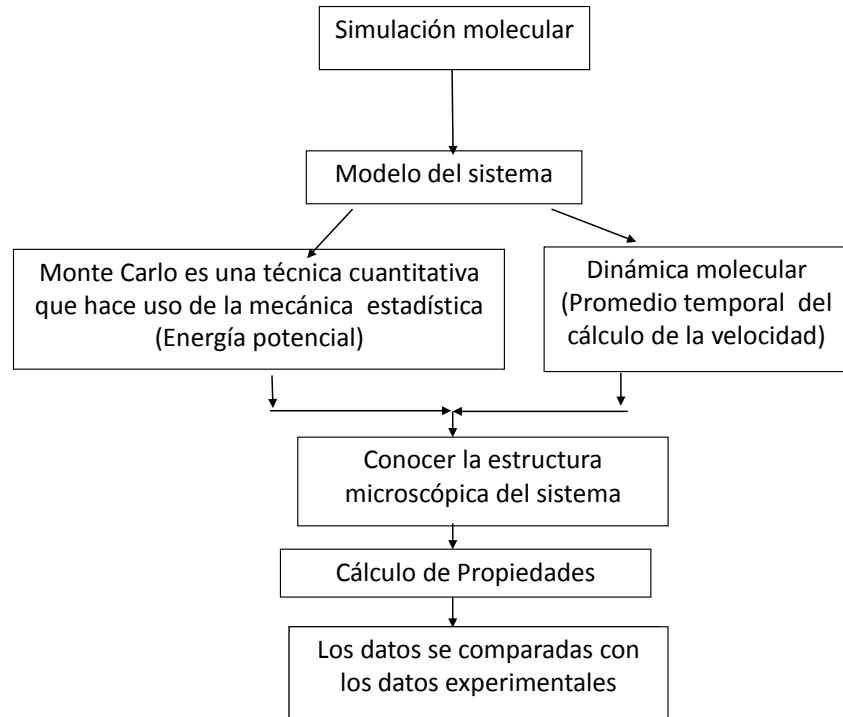 Simulación molecular
Modelo del sistema
Monte Carlo es una técnica cuantitativa
que hace uso de la mecánica estadística
(Energía potencial)
Dinámica molecular
(Promedio temporal del
cálculo de la velocidad)
Conocer la estructura
microscópica del sistema
Cálculo de Propiedades
Los datos se comparadas con
los datos experimentales